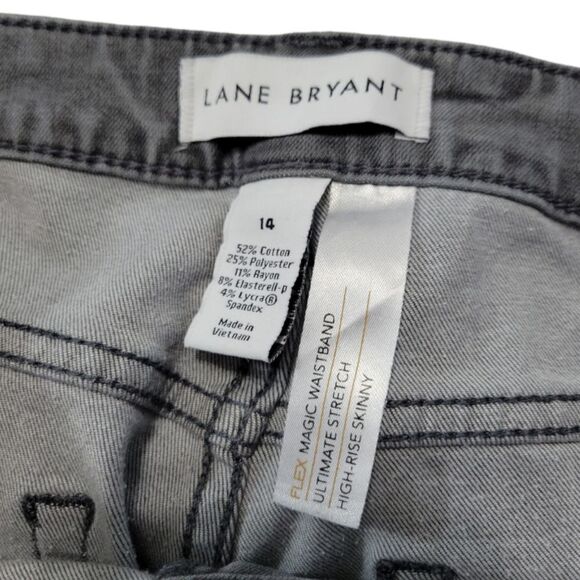 LANE BRYANT
14
52% Cotton
25% Polyester
11% Rayon
8% Elasterell-p
4% Lycra®
Spandex
Made in
Vietnam
FLEX MAGIC WAISTBAND
ULTIMATE STRETCH
HIGH-RISE SKINNY